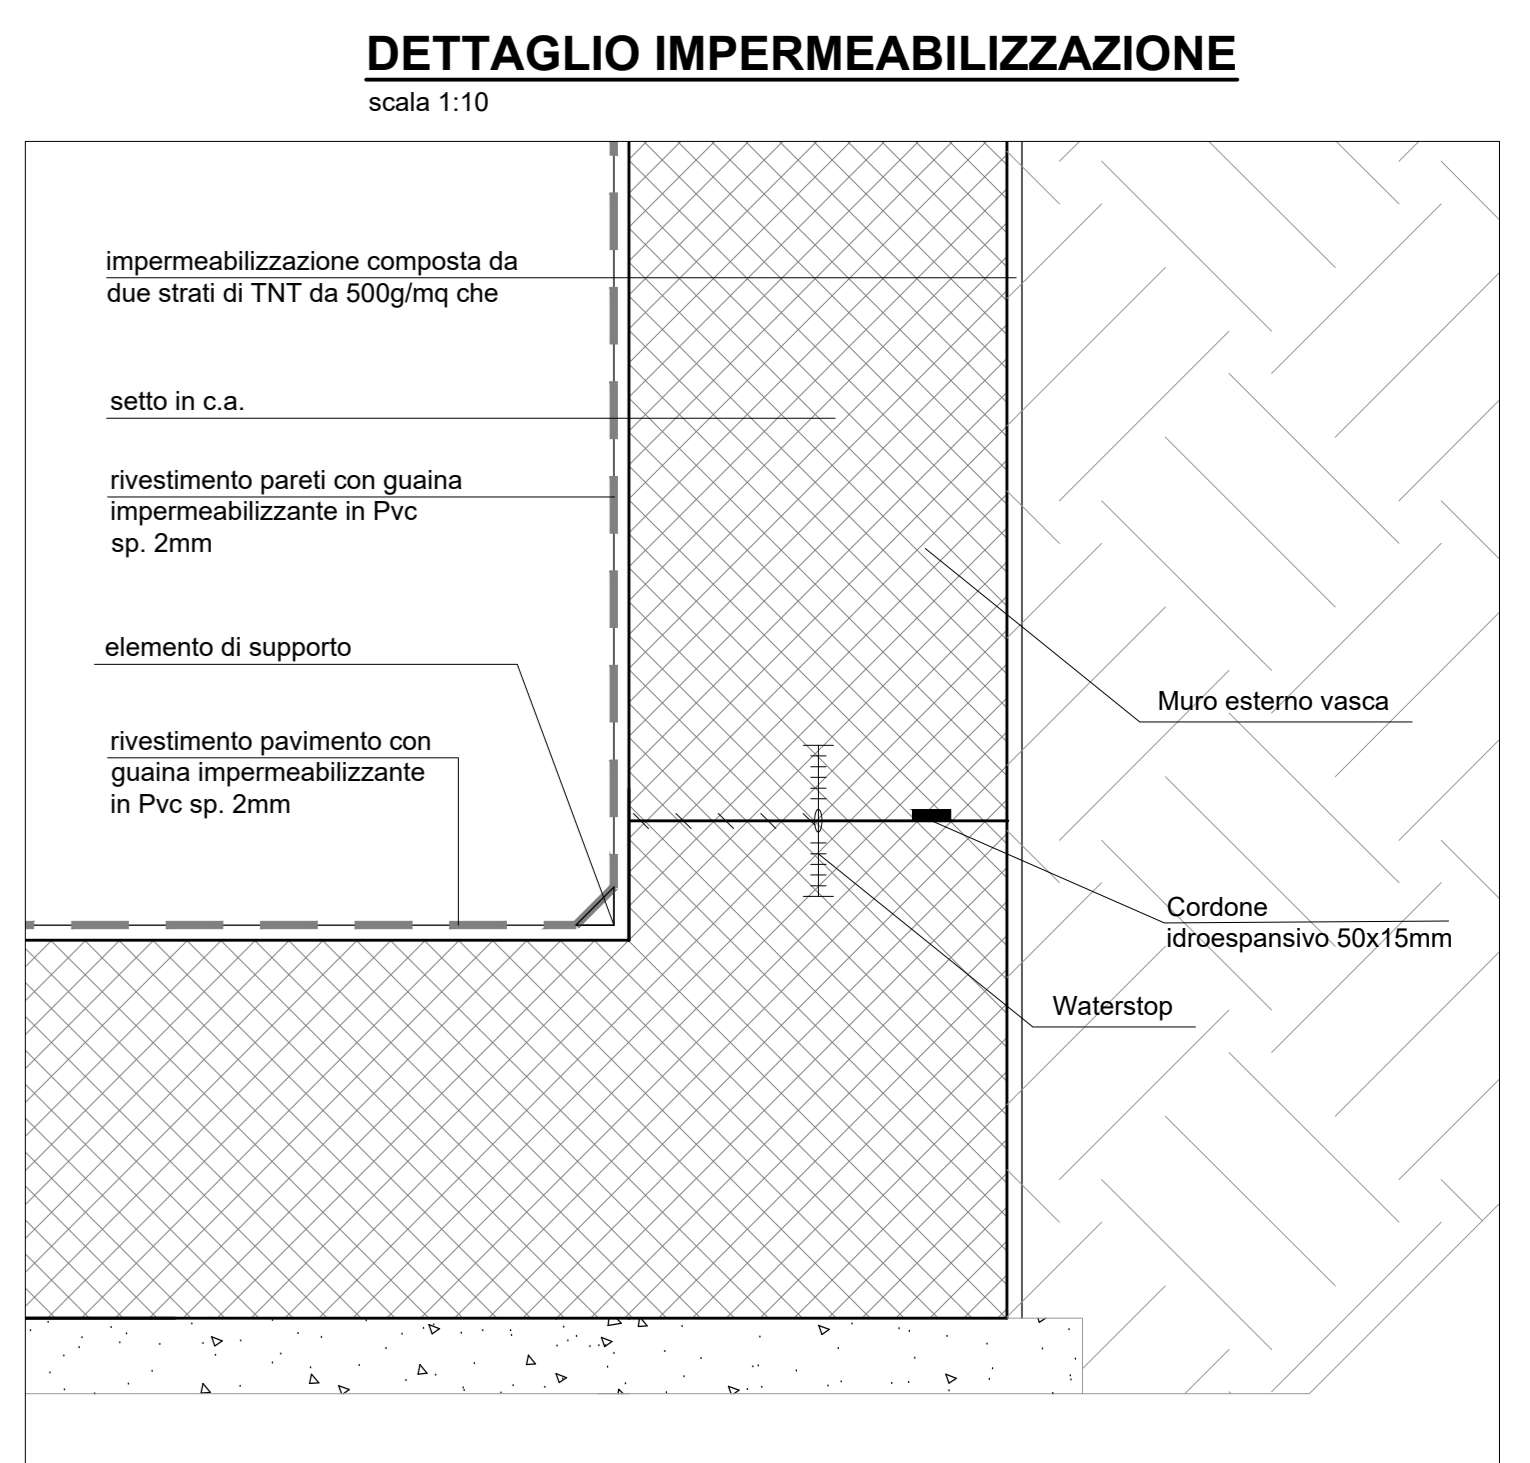 DETTAGLIO IMPERMEABILIZZAZIONE
scala 1:10
impermeabilizzazione composta da
due strati di TNT da 500g/mq che
setto in c.a.
rivestimento pareti con guaina
impermeabilizzante in Pvc
sp. 2mm
elemento di supporto
rivestimento pavimento con
guaina impermeabilizzante
in Pvc sp. 2mm
Muro esterno vasca
Cordone
idroespansivo 50x15mm
Waterstop